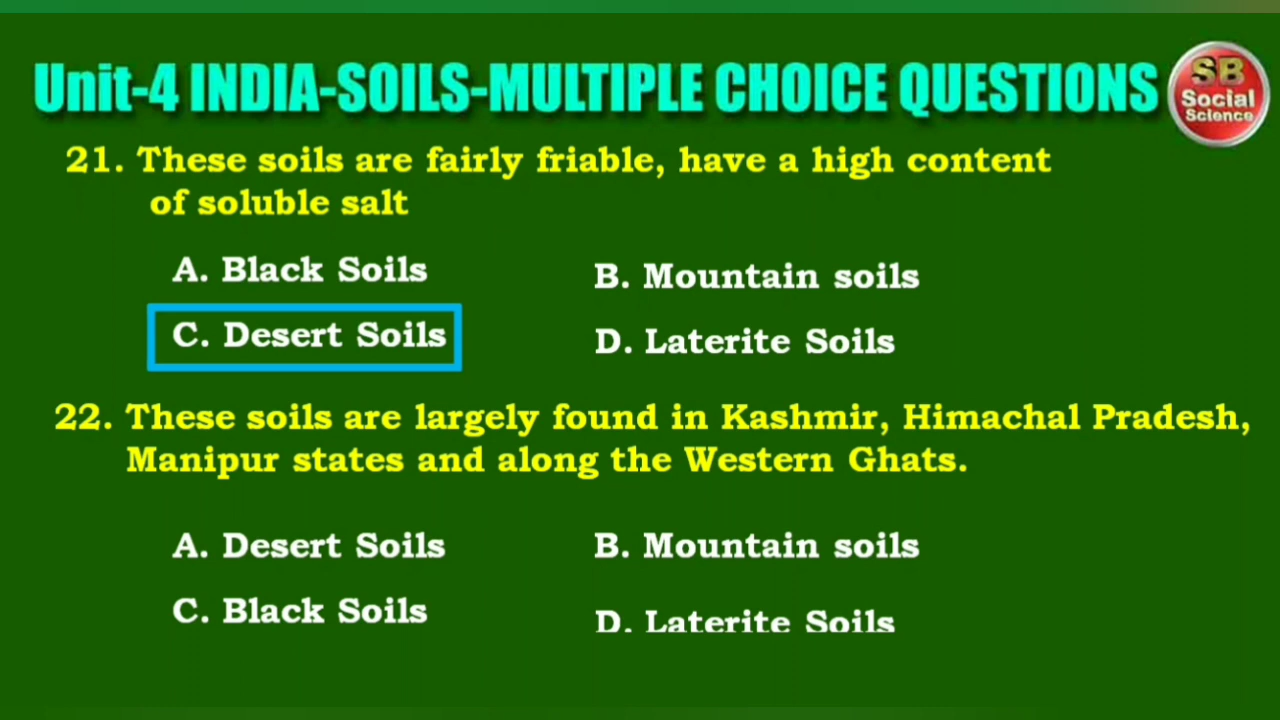 Unit-4 INDIA-SOILS-MULTIPLE CHOICE QUESTIONS
SB
Social
Science
21. These soils are fairly friable, have a high content
of soluble salt
A. Black Soils
B. Mountain soils
C. Desert Soils
D. Laterite Soils
22. These soils are largely found in Kashmir, Himachal Pradesh,
Manipur states and along the Western Ghats.
A. Desert Soils
B. Mountain soils
C. Black Soils
D. Laterite Soils